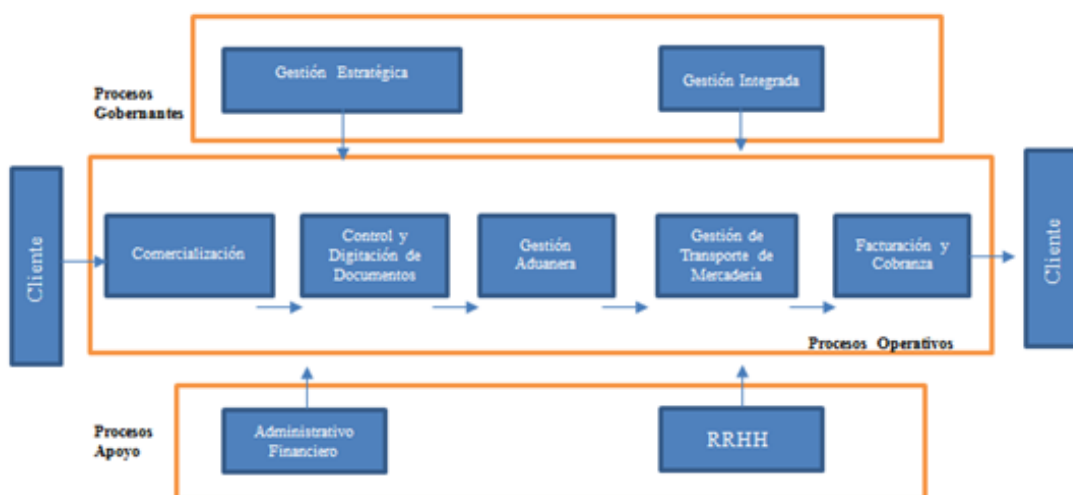 Gestión Estratégica
Gestión Integrada
Procesos
Gobernantes
Cliente
Comercialización
Control y
Digitación de
Documentos
Gestión
Aduanera
Gestión de
Transporte de
Mercadería
Facturación y
Cobranza
Cliente
Procesos Operativos
Procesos
Apoyo
Administrativo
Financiero
RRHH